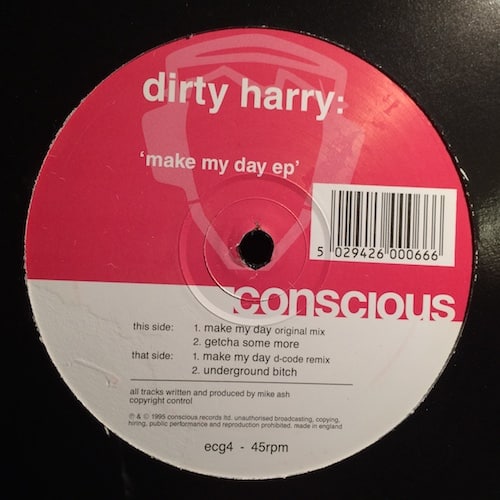 dirty harry:
‘make my day ep’
5 029426 000666
conscious
this side: 1. make my day original mix
2. getcha some more
that side: 1. make my day d-code remix
2. underground bitch
all tracks written and produced by mike ash
copyright control
℗ & © 1995 conscious records ltd. unauthorised broadcasting, copying,
hiring, public performance and reproduction prohibited. made in england
ecg4 - 45rpm